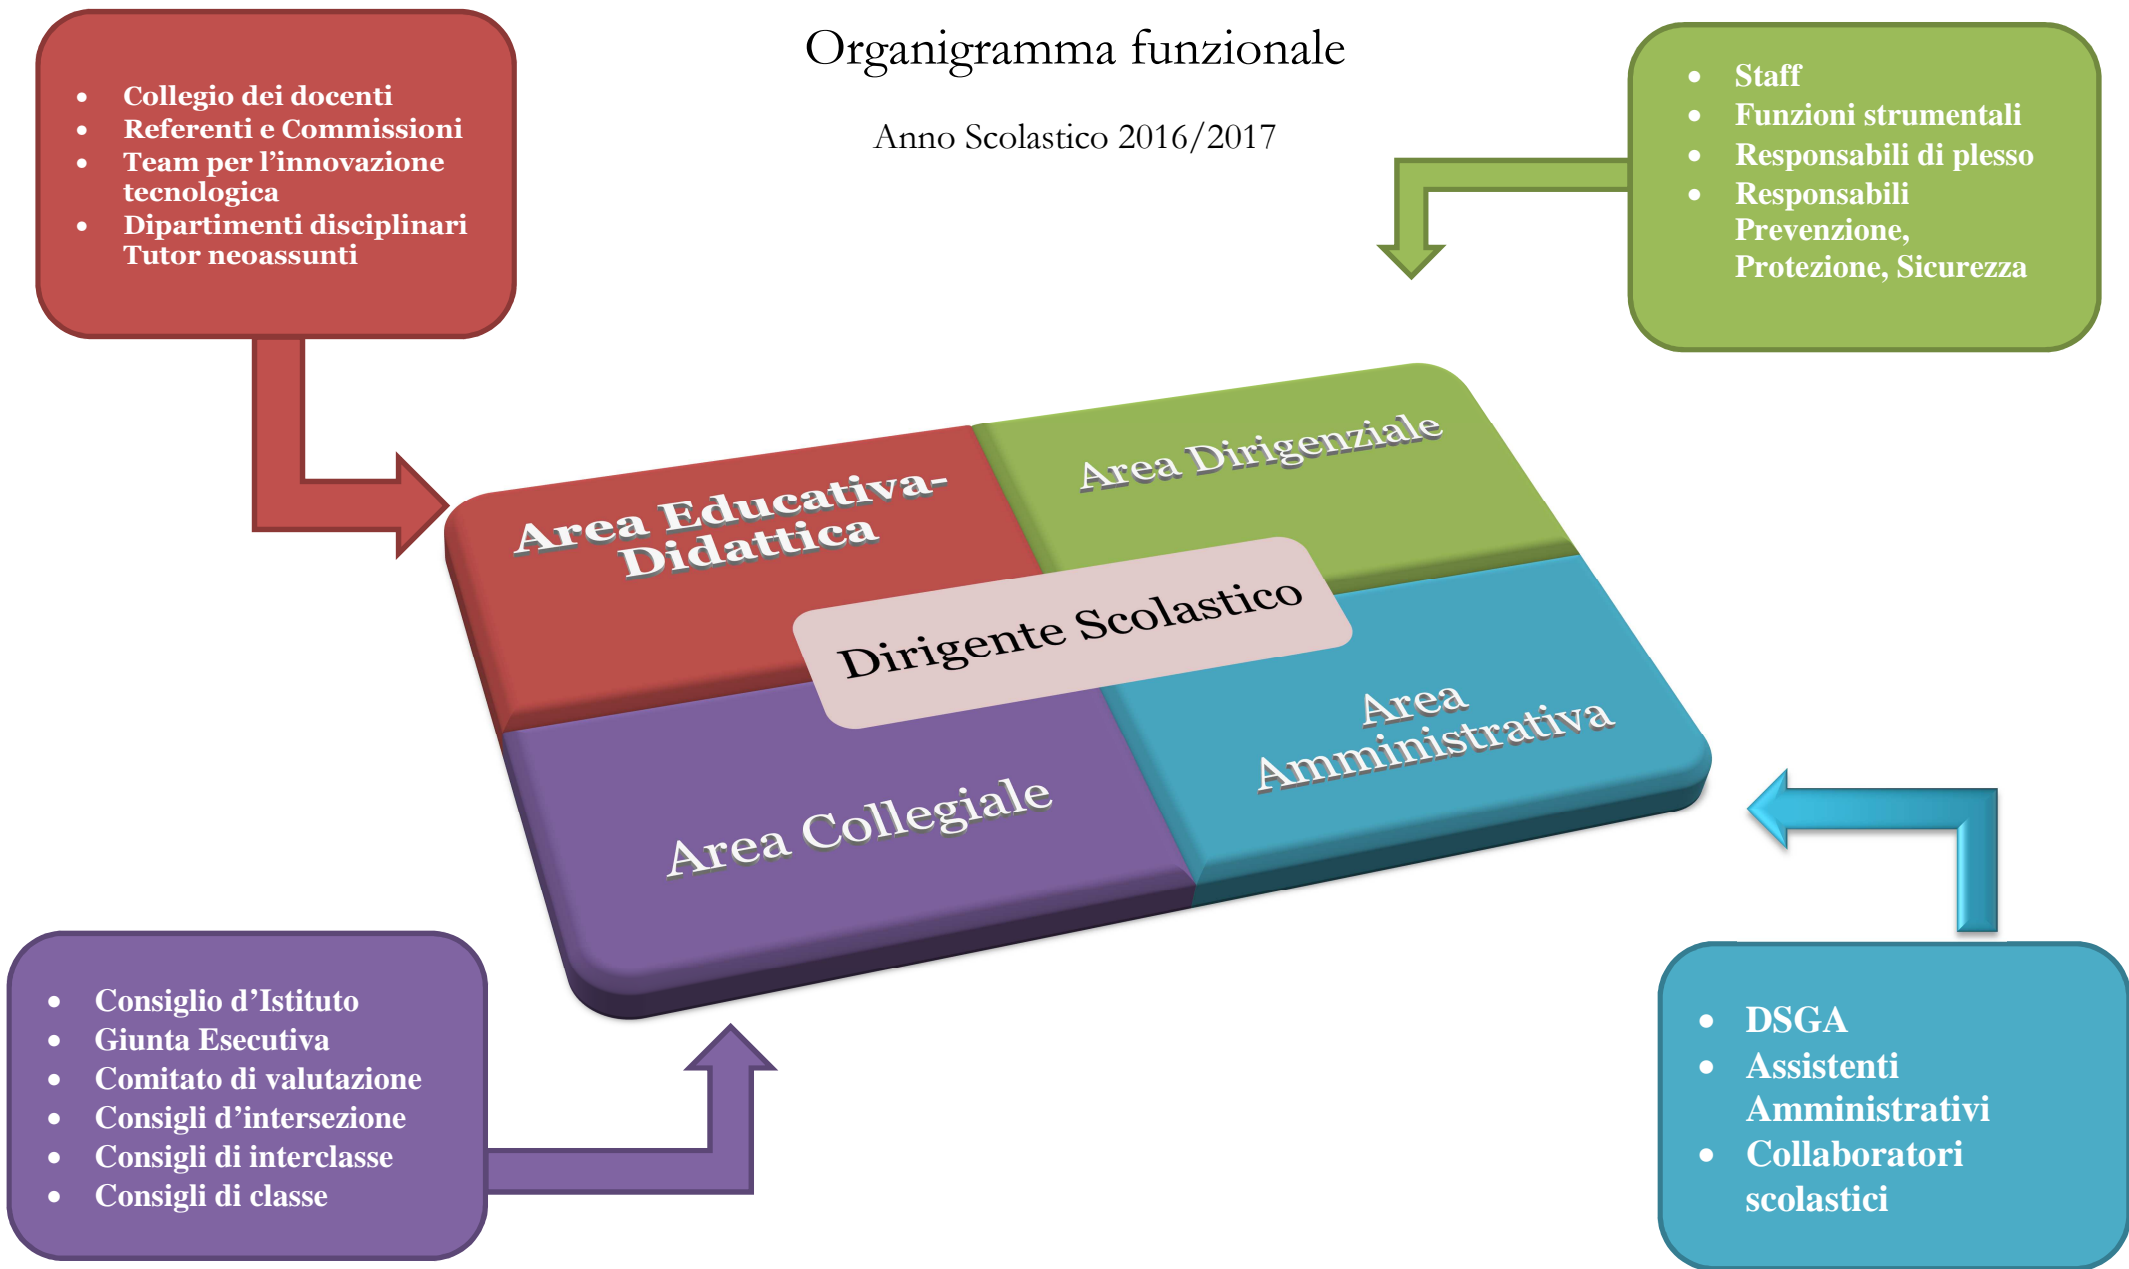 Organigramma funzionale
Anno Scolastico 2016/2017
• Collegio dei docenti
• Referenti e Commissioni
• Team per l’innovazione
tecnologica
• Dipartimenti disciplinari
Tutor neoassunti
• Staff
• Funzioni strumentali
• Responsabili di plesso
• Responsabili
Prevenzione,
Protezione, Sicurezza
Area Educativa-
Didattica
Area Dirigenziale
Dirigente Scolastico
Area Collegiale
Area
Amministrativa
• Consiglio d’Istituto
• Giunta Esecutiva
• Comitato di valutazione
• Consigli d’intersezione
• Consigli di interclasse
• Consigli di classe
• DSGA
• Assistenti
Amministrativi
• Collaboratori
scolastici